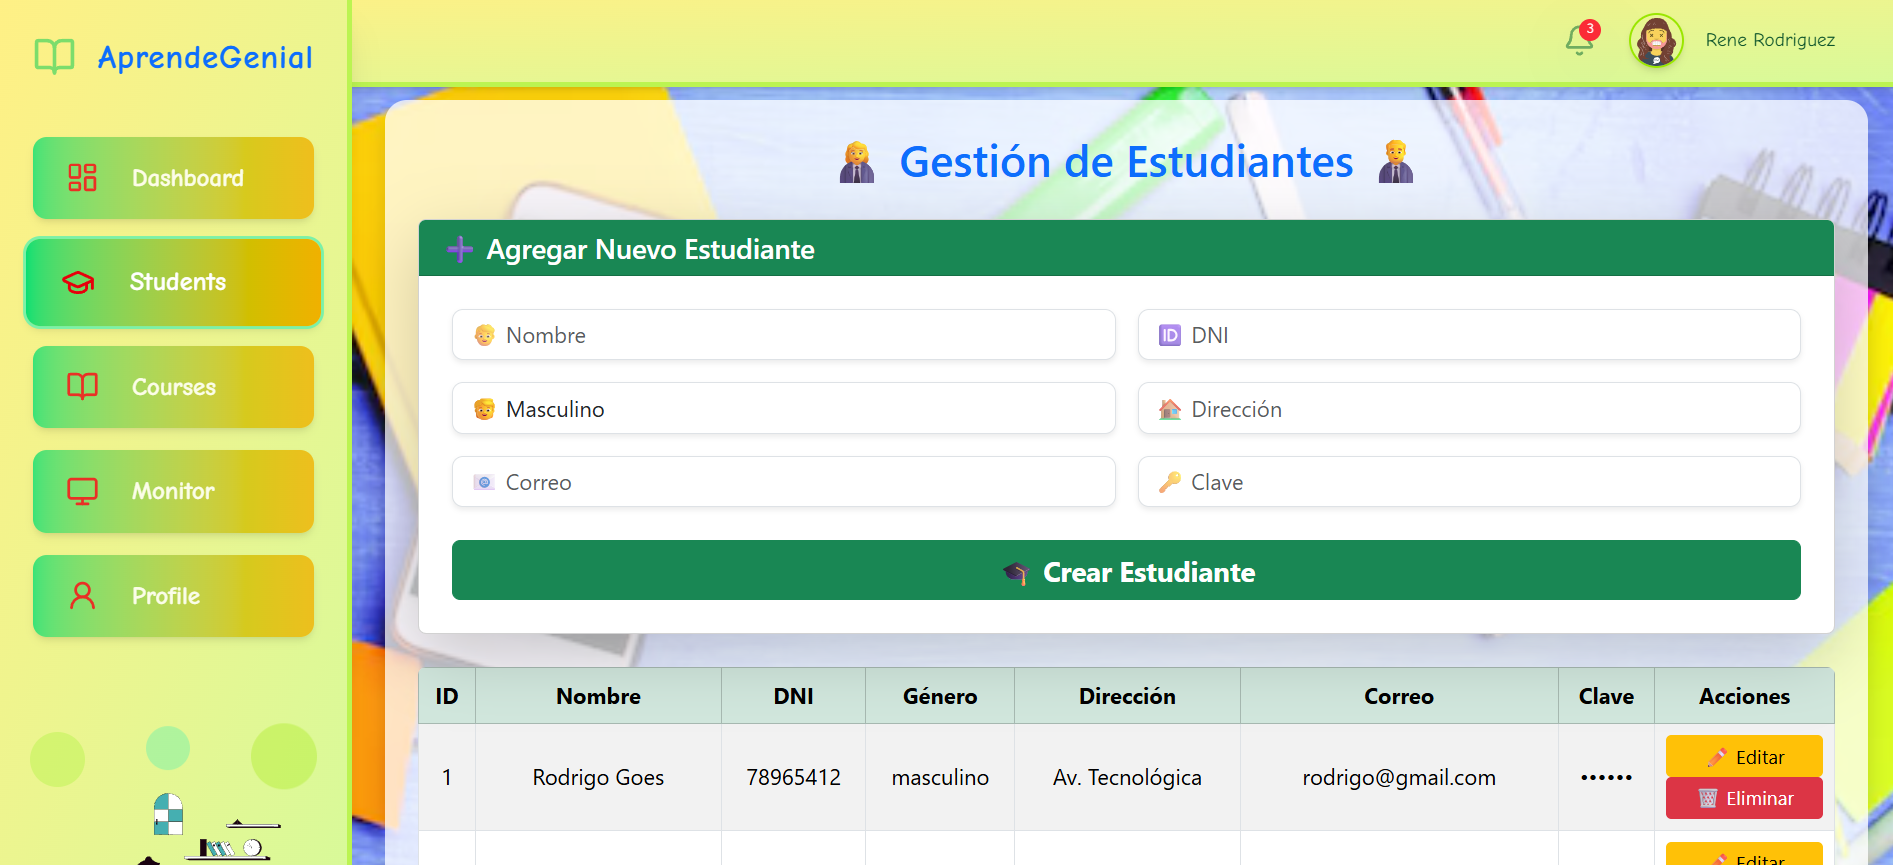 AprendeGenial
3
Rene Rodriguez
Dashboard
Students
Courses
Monitor
Profile
Gestión de Estudiantes
Agregar Nuevo Estudiante
Nombre
ID DNI
Masculino
Dirección
Correo
Clave
Crear Estudiante
ID Nombre DNI Género Dirección Correo Clave Acciones
1 Rodrigo Goes 78965412 masculino Av. Tecnológica rodrigo@gmail.com •••••• Editar
Eliminar
Editar